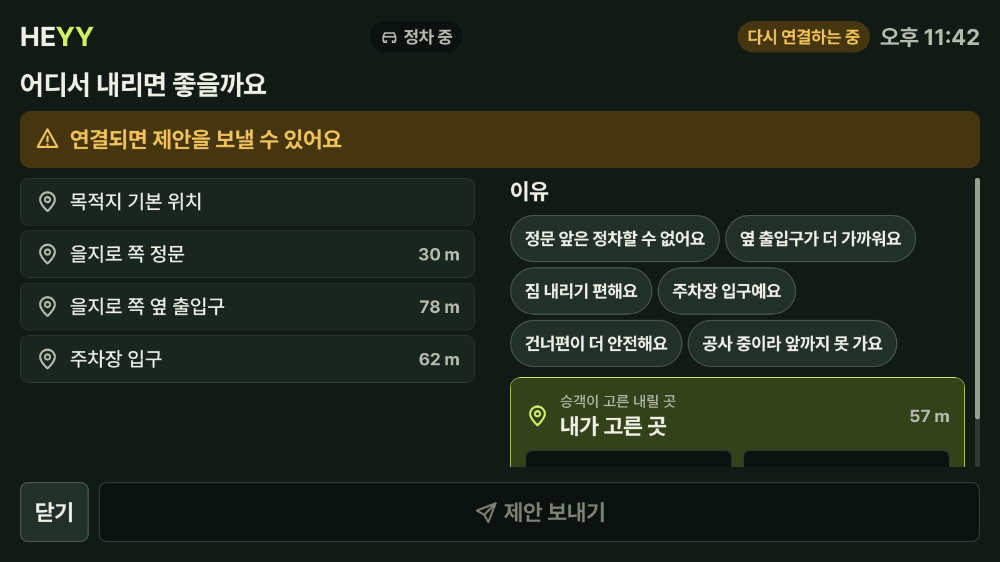 HEYY
정차 중
다시 연결하는 중
오후 11:42
어디서 내리면 좋을까요
연결되면 제안을 보낼 수 있어요
목적지 기본 위치
을지로 쪽 정문 30 m
을지로 쪽 옆 출입구 78 m
주차장 입구 62 m
이유
정문 앞은 정차할 수 없어요
옆 출입구가 더 가까워요
짐 내리기 편해요
주차장 입구예요
건너편이 더 안전해요
공사 중이라 앞까지 못 가요
승객이 고른 내릴 곳
내가 고른 곳
57 m
닫기
제안 보내기